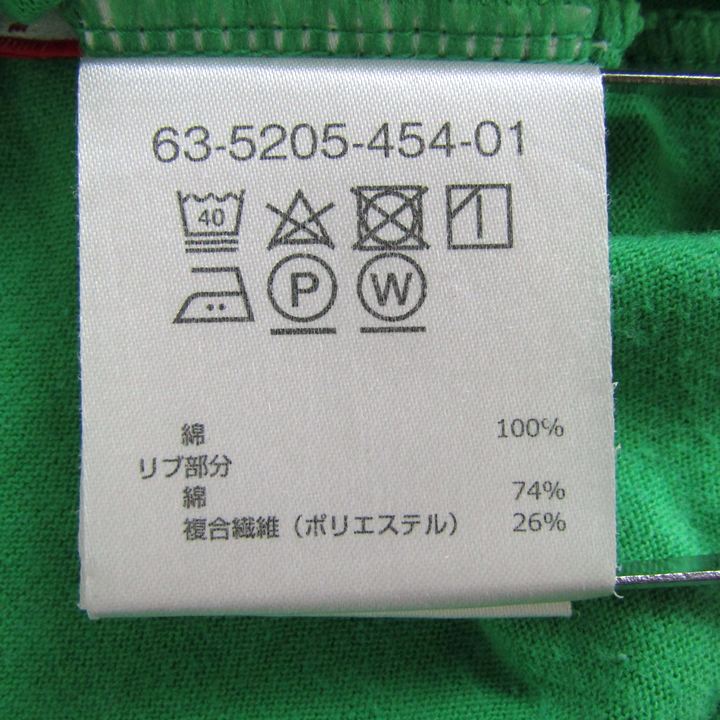 63-5205-454-01
40
P W
綿 100%
リブ部分
綿 74%
複合繊維(ポリエステル) 26%